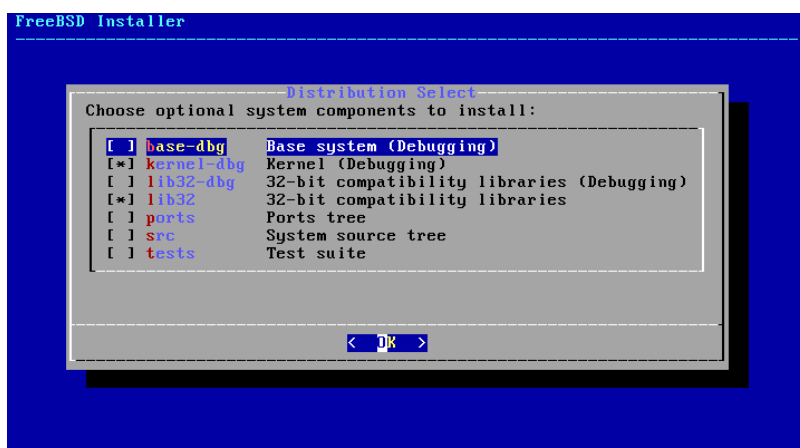 FreeBSD Installer
Distribution Select
Choose optional system components to install:
[ ] base-dbg Base system (Debugging)
[*] kernel-dbg Kernel (Debugging)
[ ] lib32-dbg 32-bit compatibility libraries (Debugging)
[*] lib32 32-bit compatibility libraries
[ ] ports Ports tree
[ ] src System source tree
[ ] tests Test suite
< OK >